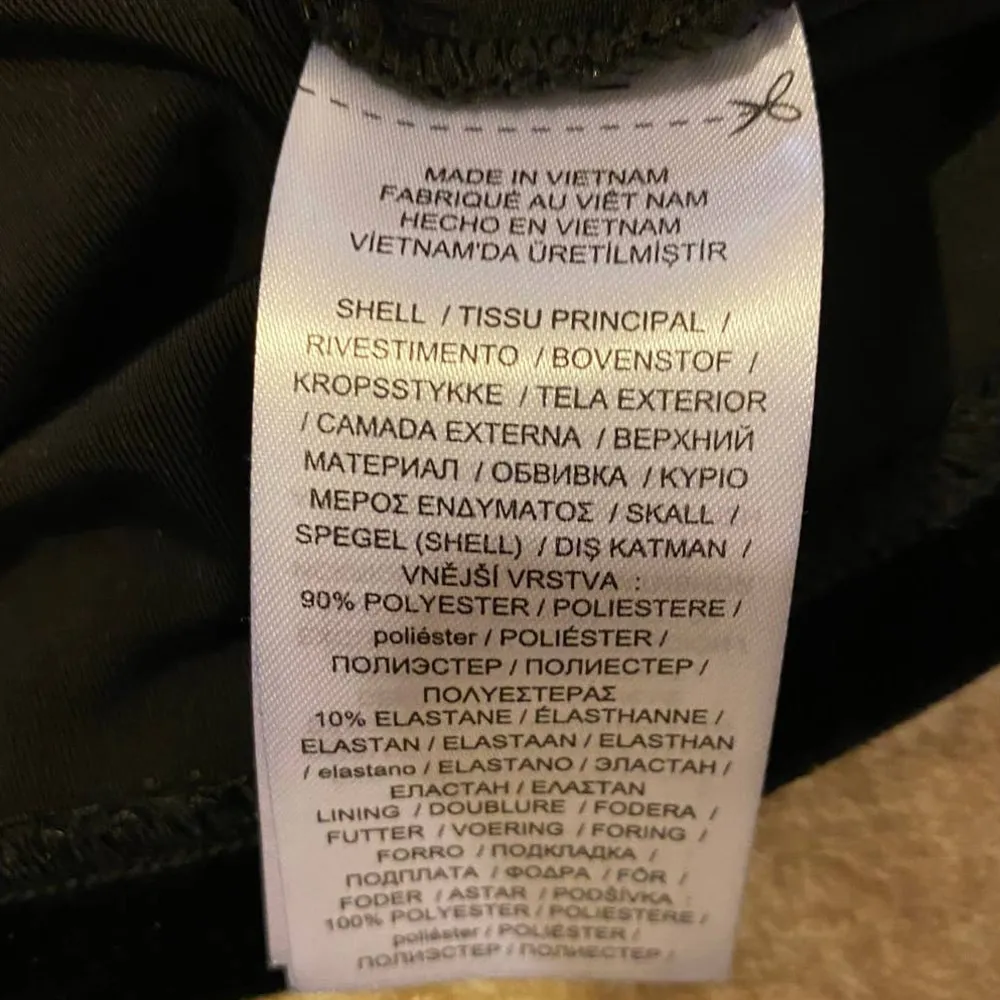 MADE IN VIETNAM
FABRIQUÉ AU VIÊT NAM
HECHO EN VIETNAM
VİETNAM'DA ÜRETİLMİŞTİR
SHELL / TISSU PRINCIPAL /
RIVESTIMENTO / BOVENSTOF /
KROPSSTYKKE / TELA EXTERIOR
/ CAMADA EXTERNA / ВЕРХНИЙ
МАТЕРИАЛ / ОБВИВКА / ΚΥΡΙΟ
ΜΕΡΟΣ ΕΝΔΥΜΑΤΟΣ / SKALL /
SPEGEL (SHELL) / DIŞ KATMAN /
VNĚJŠÍ VRSTVA :
90% POLYESTER / POLIESTERE /
poliéster / POLIÉSTER /
ПОЛИЭСТЕР / ПОЛИЕСТЕР /
ΠΟΛΥΕΣΤΕΡΑΣ
10% ELASTANE / ÉLASTHANNE /
ELASTAN / ELASTAAN / ELASTHAN
/ elastano / ELASTANO / ЭЛАСТАН /
ЕЛАСТАН / ΕΛΑΣΤΑΝ
LINING / DOUBLURE / FODERA /
FUTTER / VOERING / FORING /
FORRO / ПОДКЛАДКА /
ПОДПЛАТА / ΦΟΔΡΑ / FÔR /
FODER / ASTAR / PODŠÍVKA :
100% POLYESTER / POLIESTERE /
poliéster / POLIÉSTER /
ПОЛИЭСТЕР / ПОЛИЕСТЕР /